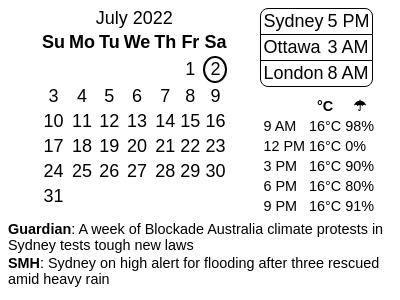 July 2022
Su Mo Tu We Th Fr Sa
1 2
3 4 5 6 7 8 9
10 11 12 13 14 15 16
17 18 19 20 21 22 23
24 25 26 27 28 29 30
31
Sydney 5 PM
Ottawa 3 AM
London 8 AM
°C ☂
9 AM 16°C 98%
12 PM 16°C 0%
3 PM 16°C 90%
6 PM 16°C 80%
9 PM 16°C 91%
Guardian: A week of Blockade Australia climate protests in
Sydney tests tough new laws
SMH: Sydney on high alert for flooding after three rescued
amid heavy rain